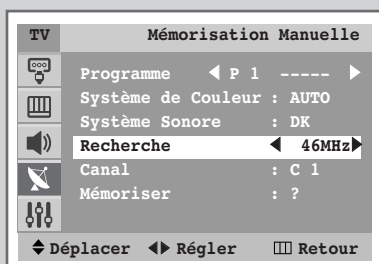 TV Mémorisation Manuelle
Programme ◀ P 1 ----- ▶
Système de Couleur : AUTO
Système Sonore : DK
Recherche ◀ 46MHz▶
Canal : C 1
Mémoriser : ?
Déplacer ◀▶ Régler Retour